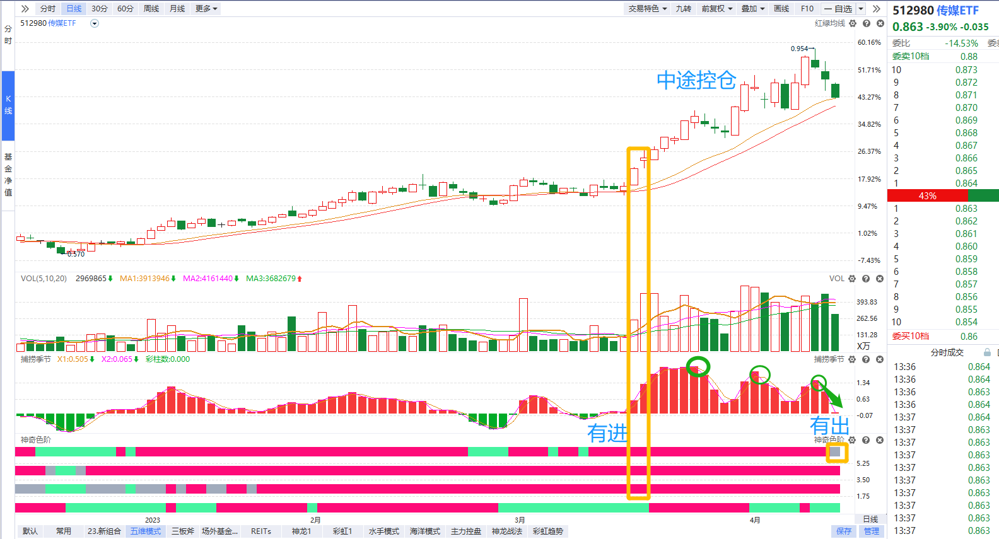 分时 日线 30分 60分 周线 月线 更多 交易特色 九转 前复权 叠加 画线 F10 一自选
512980 传媒ETF
0.863 -3.90% -0.035
委比 -14.53%
委卖10档 0.88
10 0.873
9 0.872
8 0.871
7 0.870
6 0.869
5 0.868
4 0.867
3 0.866
2 0.865
1 0.864
43%
1 0.863
2 0.862
3 0.861
4 0.860
5 0.859
6 0.858
7 0.857
8 0.856
9 0.855
10 0.854
委买10档 0.86
分时成交
13:36 0.864
13:36 0.864
13:36 0.864
13:36 0.864
13:37 0.864
13:37 0.863
13:37 0.863
13:37 0.863
13:37 0.863
13:37 0.863
13:37 0.863
13:37 0.863
13:37 0.863
13:37 0.863
分时
K线
基金净值
512980 传媒ETF 红绿均线
60.16%
51.71%
43.27%
34.82%
26.37%
17.92%
9.47%
1.02%
-7.43%
0.954
中途控仓
0.570
VOL(5,10,20) 2969865 MA1:3913946 MA2:4161440 MA3:3682679 VOL
393.83
262.56
131.28
X万
捕捞季节 X1:0.505 X2:0.065 彩柱数:0.000 捕捞季节
1.34
0.63
-0.07
有进
有出
神奇色阶 神奇色阶
5.25
3.50
1.75
2023 2月 3月 4月 日线
默认 常用 23.新组合 五维模式 三板斧 场外基金... REITs 神龙1 彩虹1 水手模式 海洋模式 主力控盘 神龙战法 彩虹趋势 保存 管理